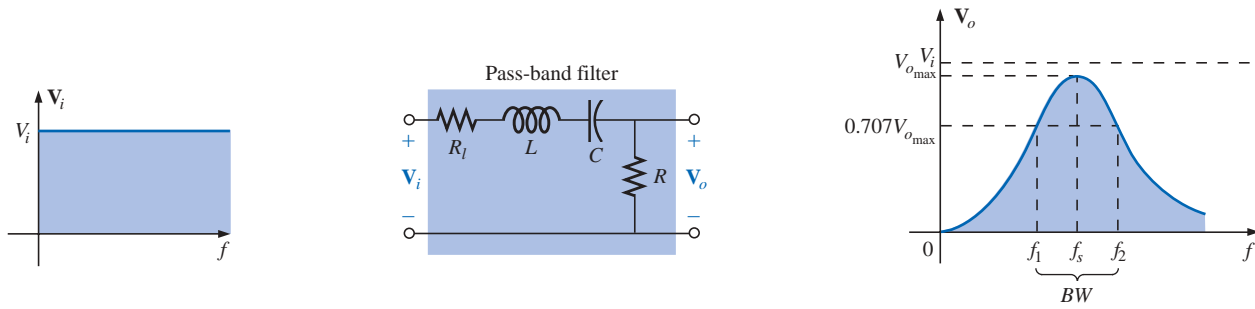 V_i
V_i
f
Pass-band filter
+
V_i
–
R_l
L
C
R
+
V_o
–
V_o
V_i
V_o_max
0.707V_o_max
0
f_1
f_s
f_2
f
BW